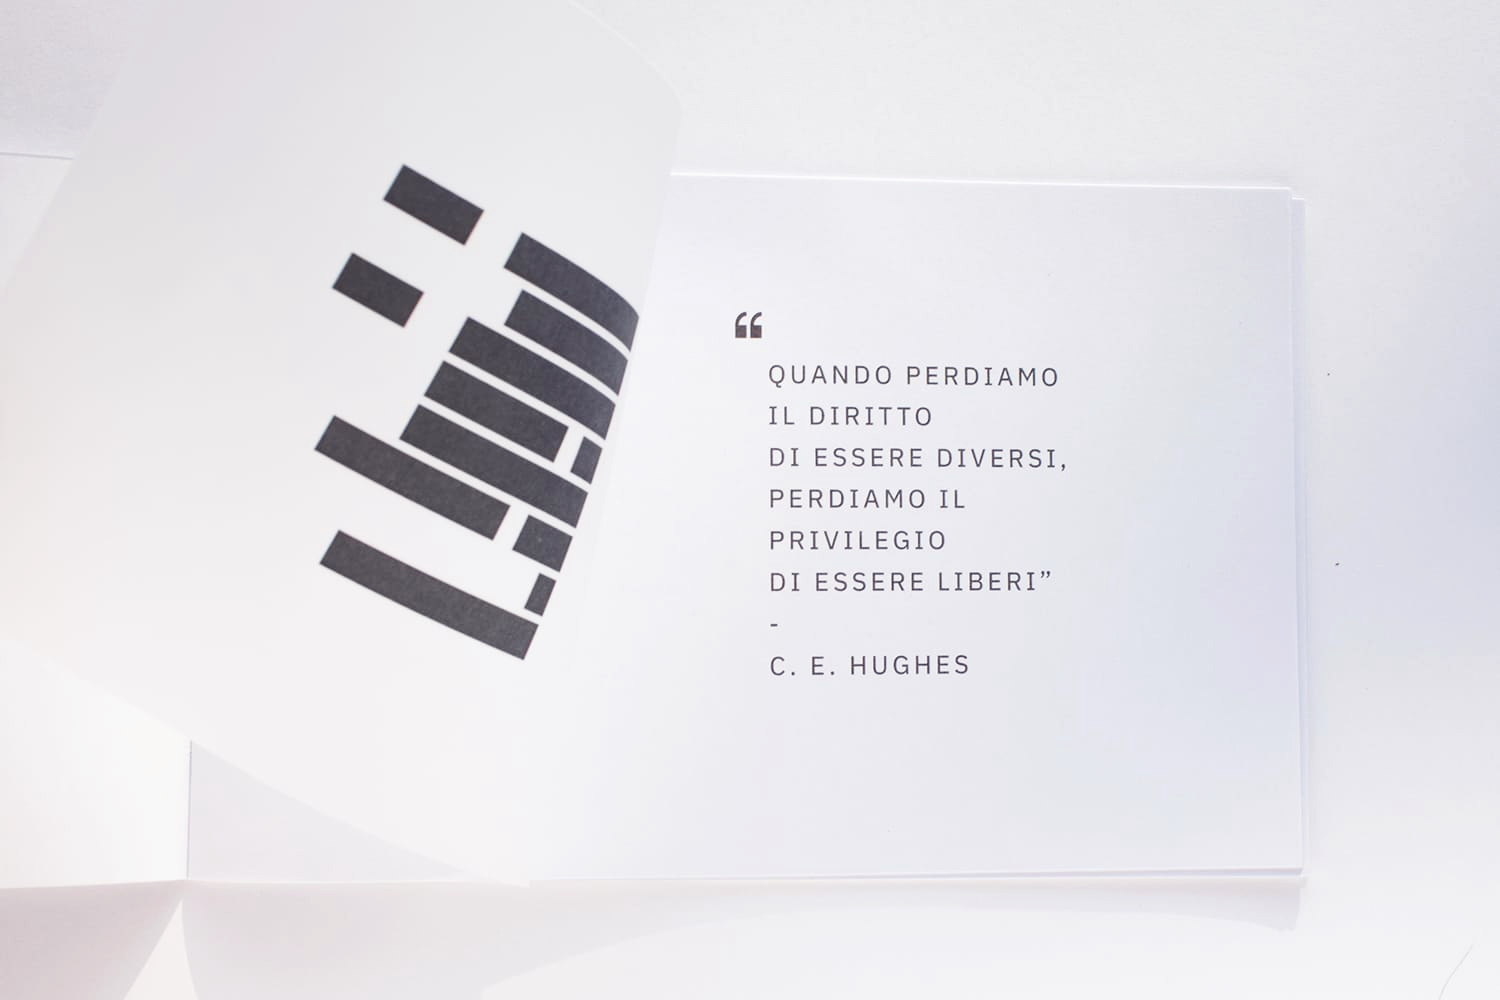 “
QUANDO PERDIAMO
IL DIRITTO
DI ESSERE DIVERSI,
PERDIAMO IL
PRIVILEGIO
DI ESSERE LIBERI”
-
C. E. HUGHES